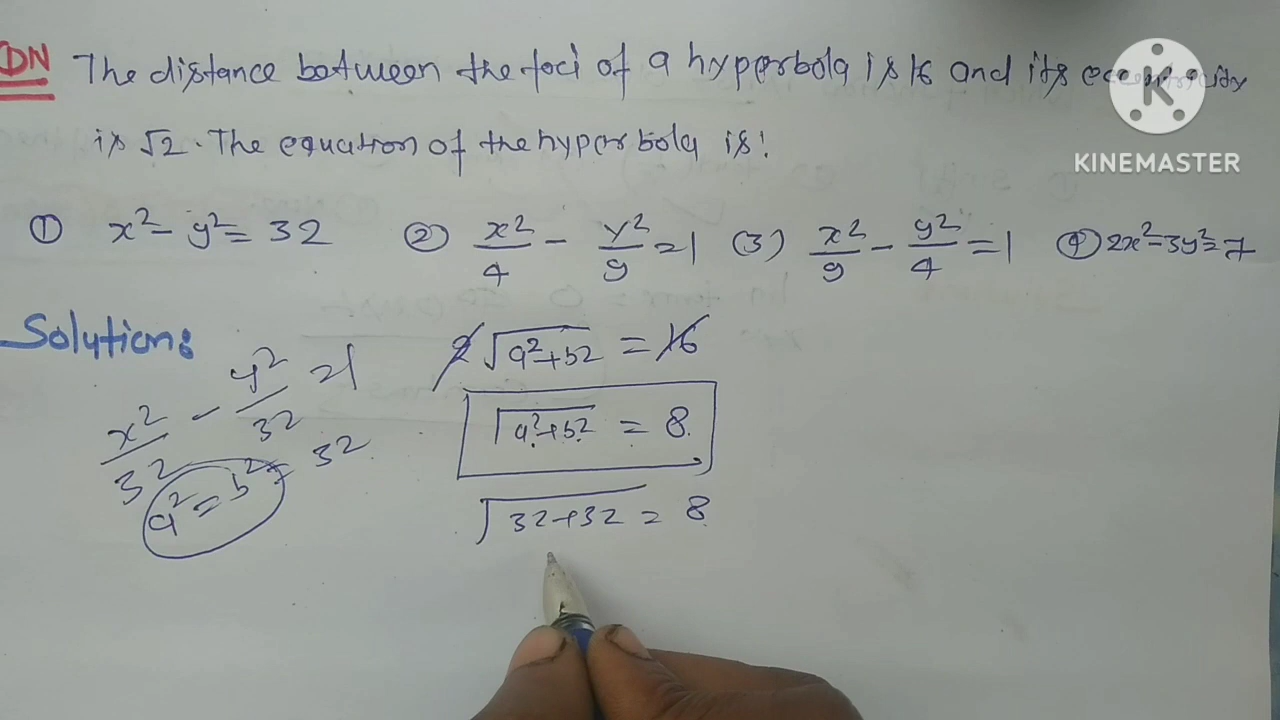 QDN The distance between the foci of a hyperbola is 16 and its
is √2. The equation of the hyperbola is:
① x² - y² = 32 ② x²/4 - y²/9 = 1 (3) x²/9 - y²/4 = 1 ④ 2x² - 3y² = 7
Solution:
x²/32 - y²/32 = 1
a² = b² = 32
2√a²+b² = 16
√a²+b² = 8
√32+32 = 8
KINEMASTER